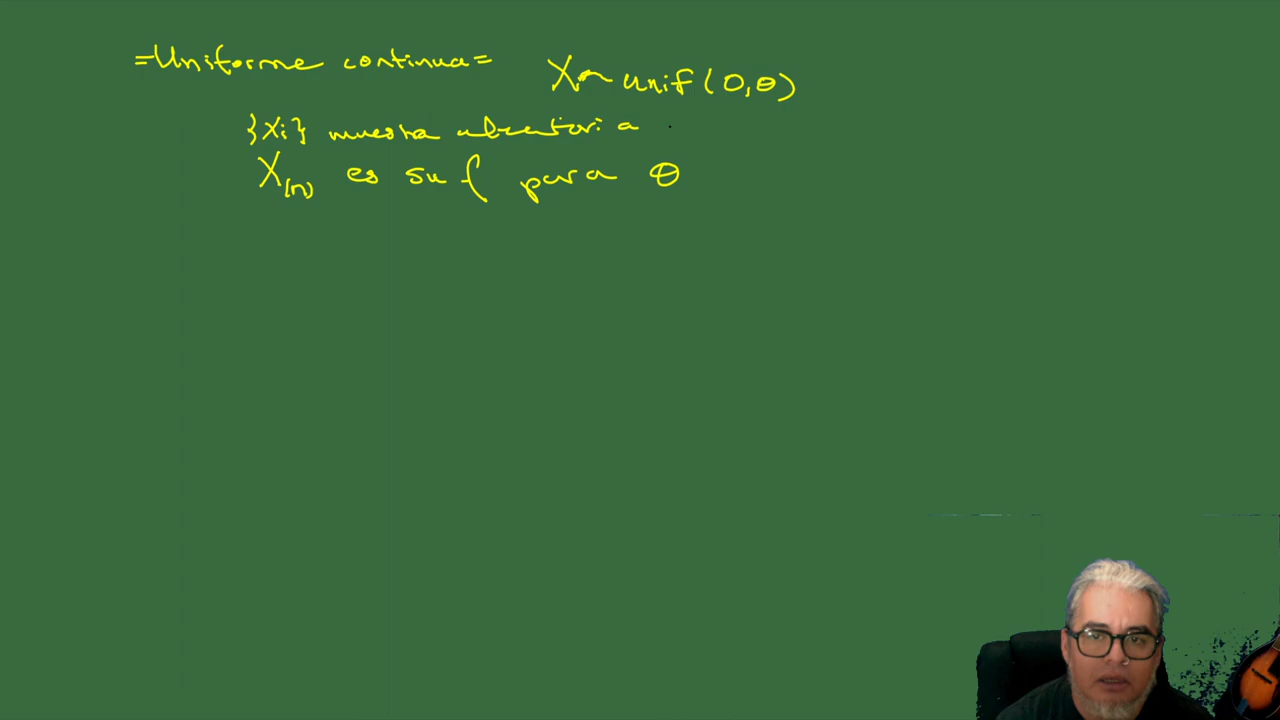 =Uniforme continua= X~unif(0,θ)
{Xi} muestra aleatoria
X(n) es suf para θ